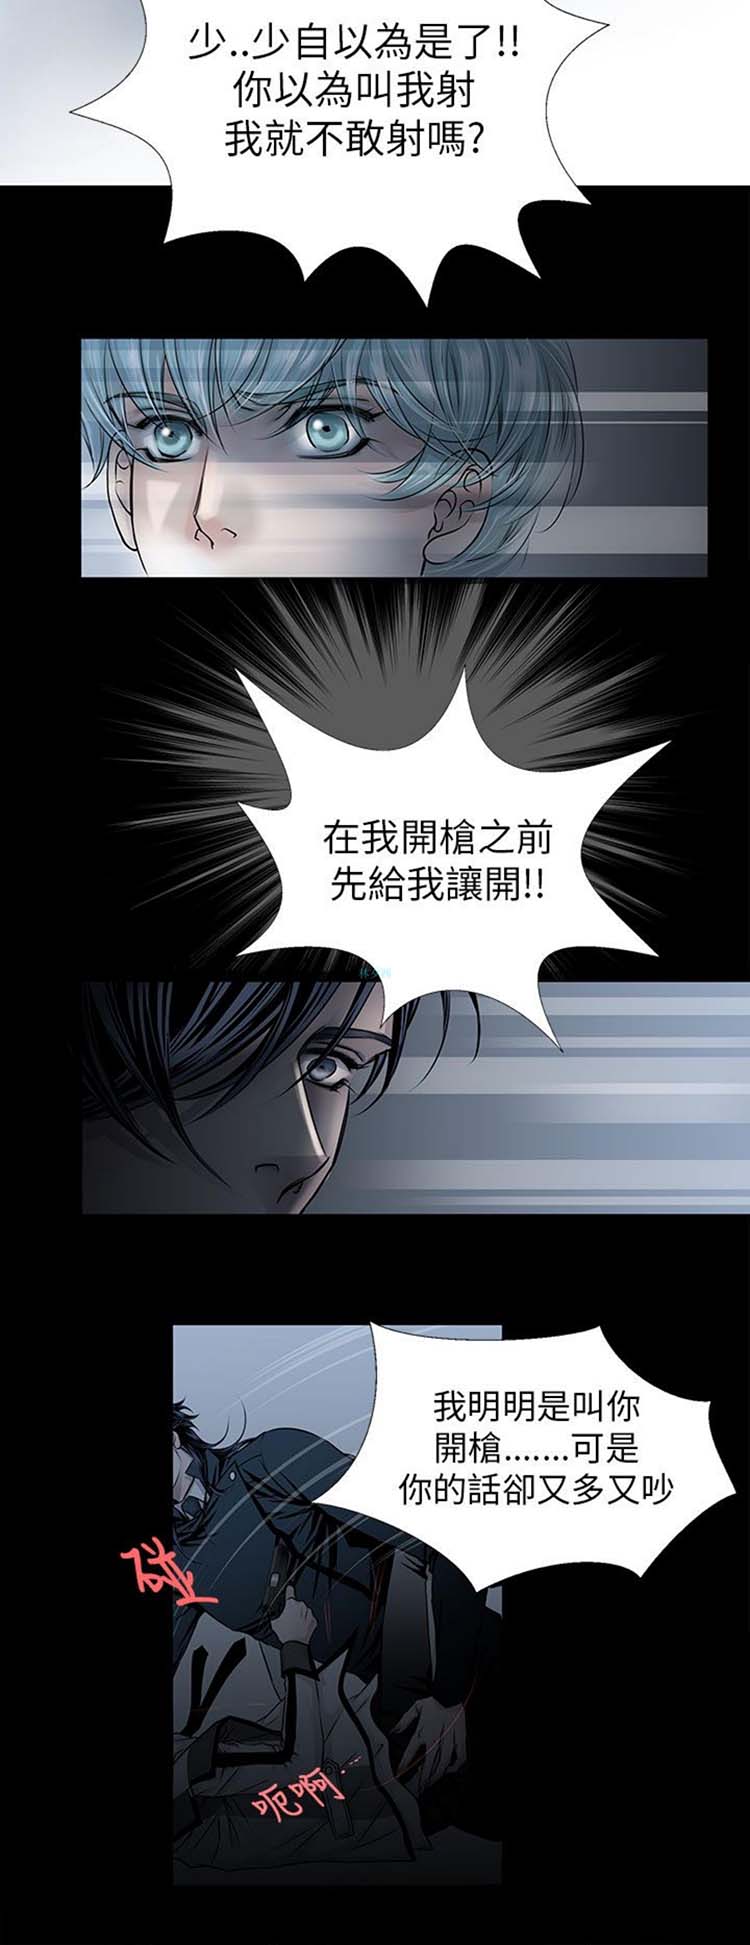 少..少自以為是了!!
你以為叫我射
我就不敢射嗎?
在我開槍之前
先給我讓開!!
我明明是叫你
開槍.......可是
你的話卻又多又吵
碰
呃啊...